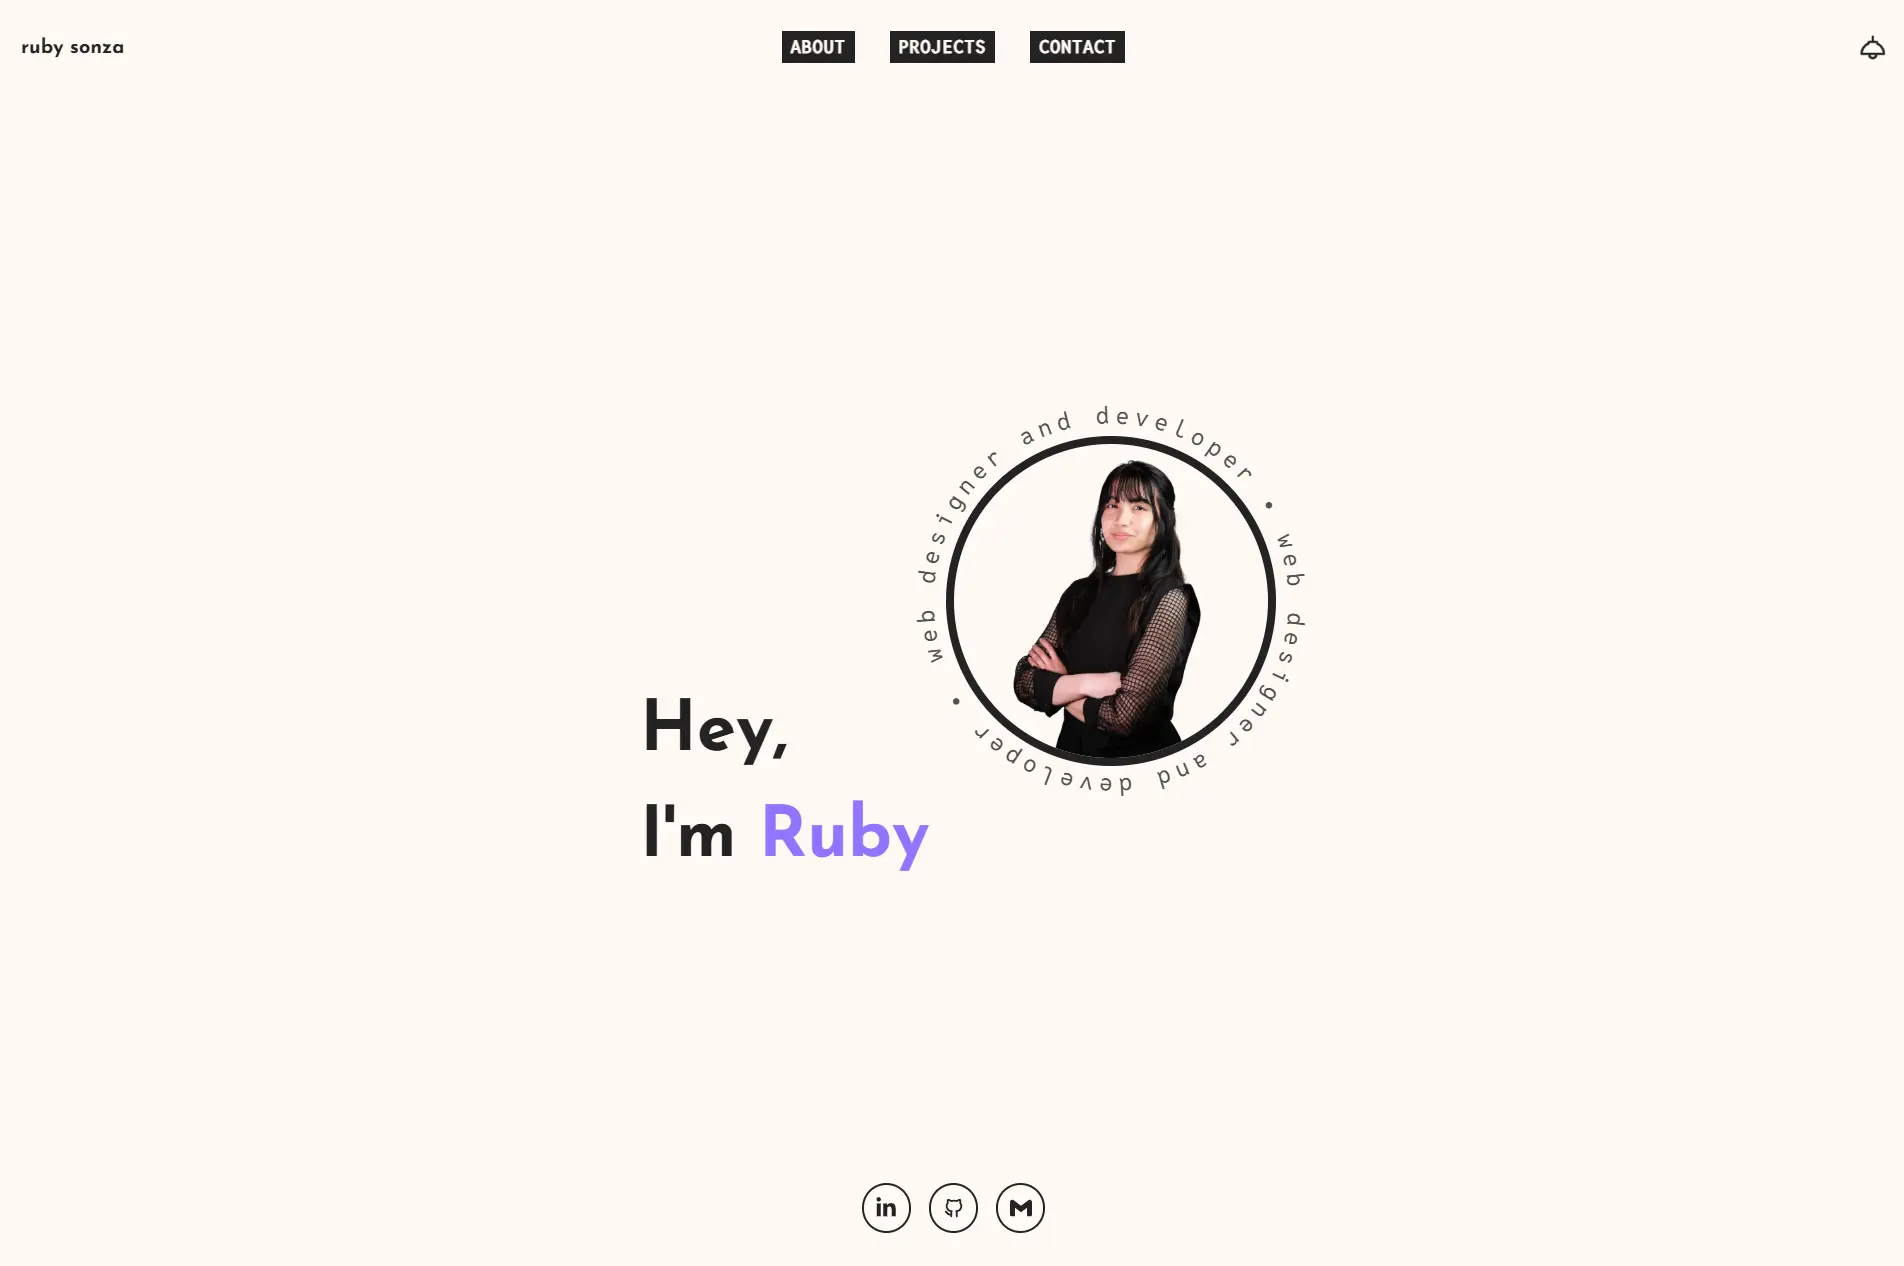 ruby sonza
ABOUT
PROJECTS
CONTACT
web designer and developer • web designer and developer •
Hey,
I'm Ruby
in